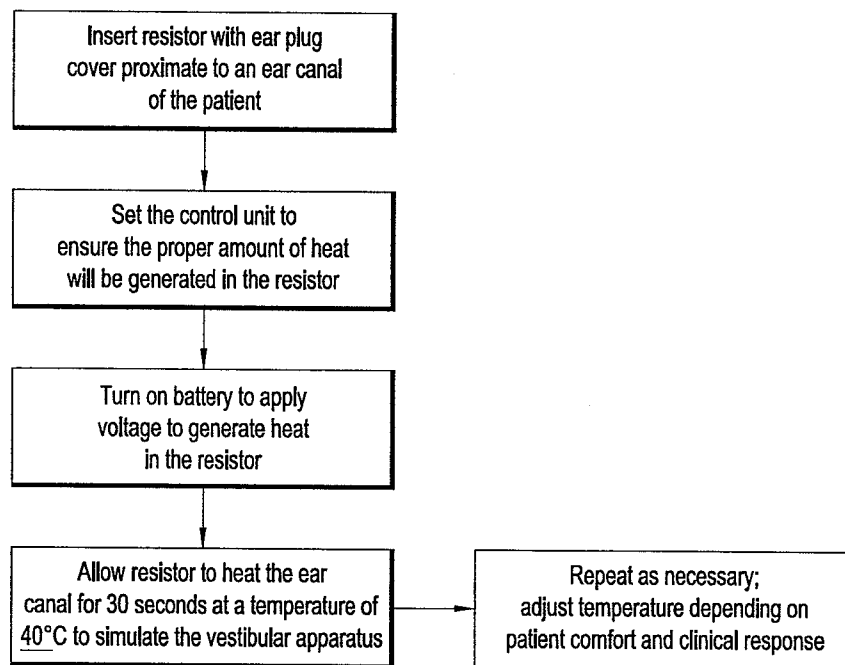 Insert resistor with ear plug
cover proximate to an ear canal
of the patient
Set the control unit to
ensure the proper amount of heat
will be generated in the resistor
Turn on battery to apply
voltage to generate heat
in the resistor
Allow resistor to heat the ear
canal for 30 seconds at a temperature of
40°C to simulate the vestibular apparatus
Repeat as necessary;
adjust temperature depending on
patient comfort and clinical response